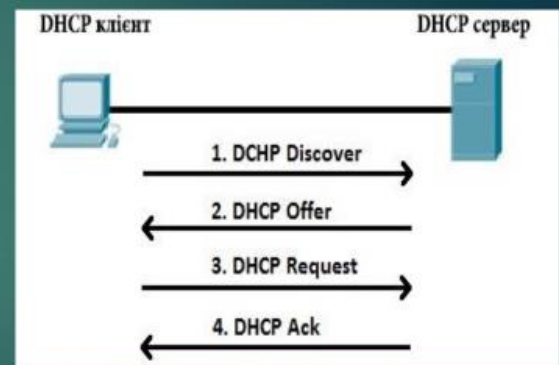 DHCP клієнт
DHCP сервер
1. DCHP Discover
2. DHCP Offer
3. DHCP Request
4. DHCP Ack